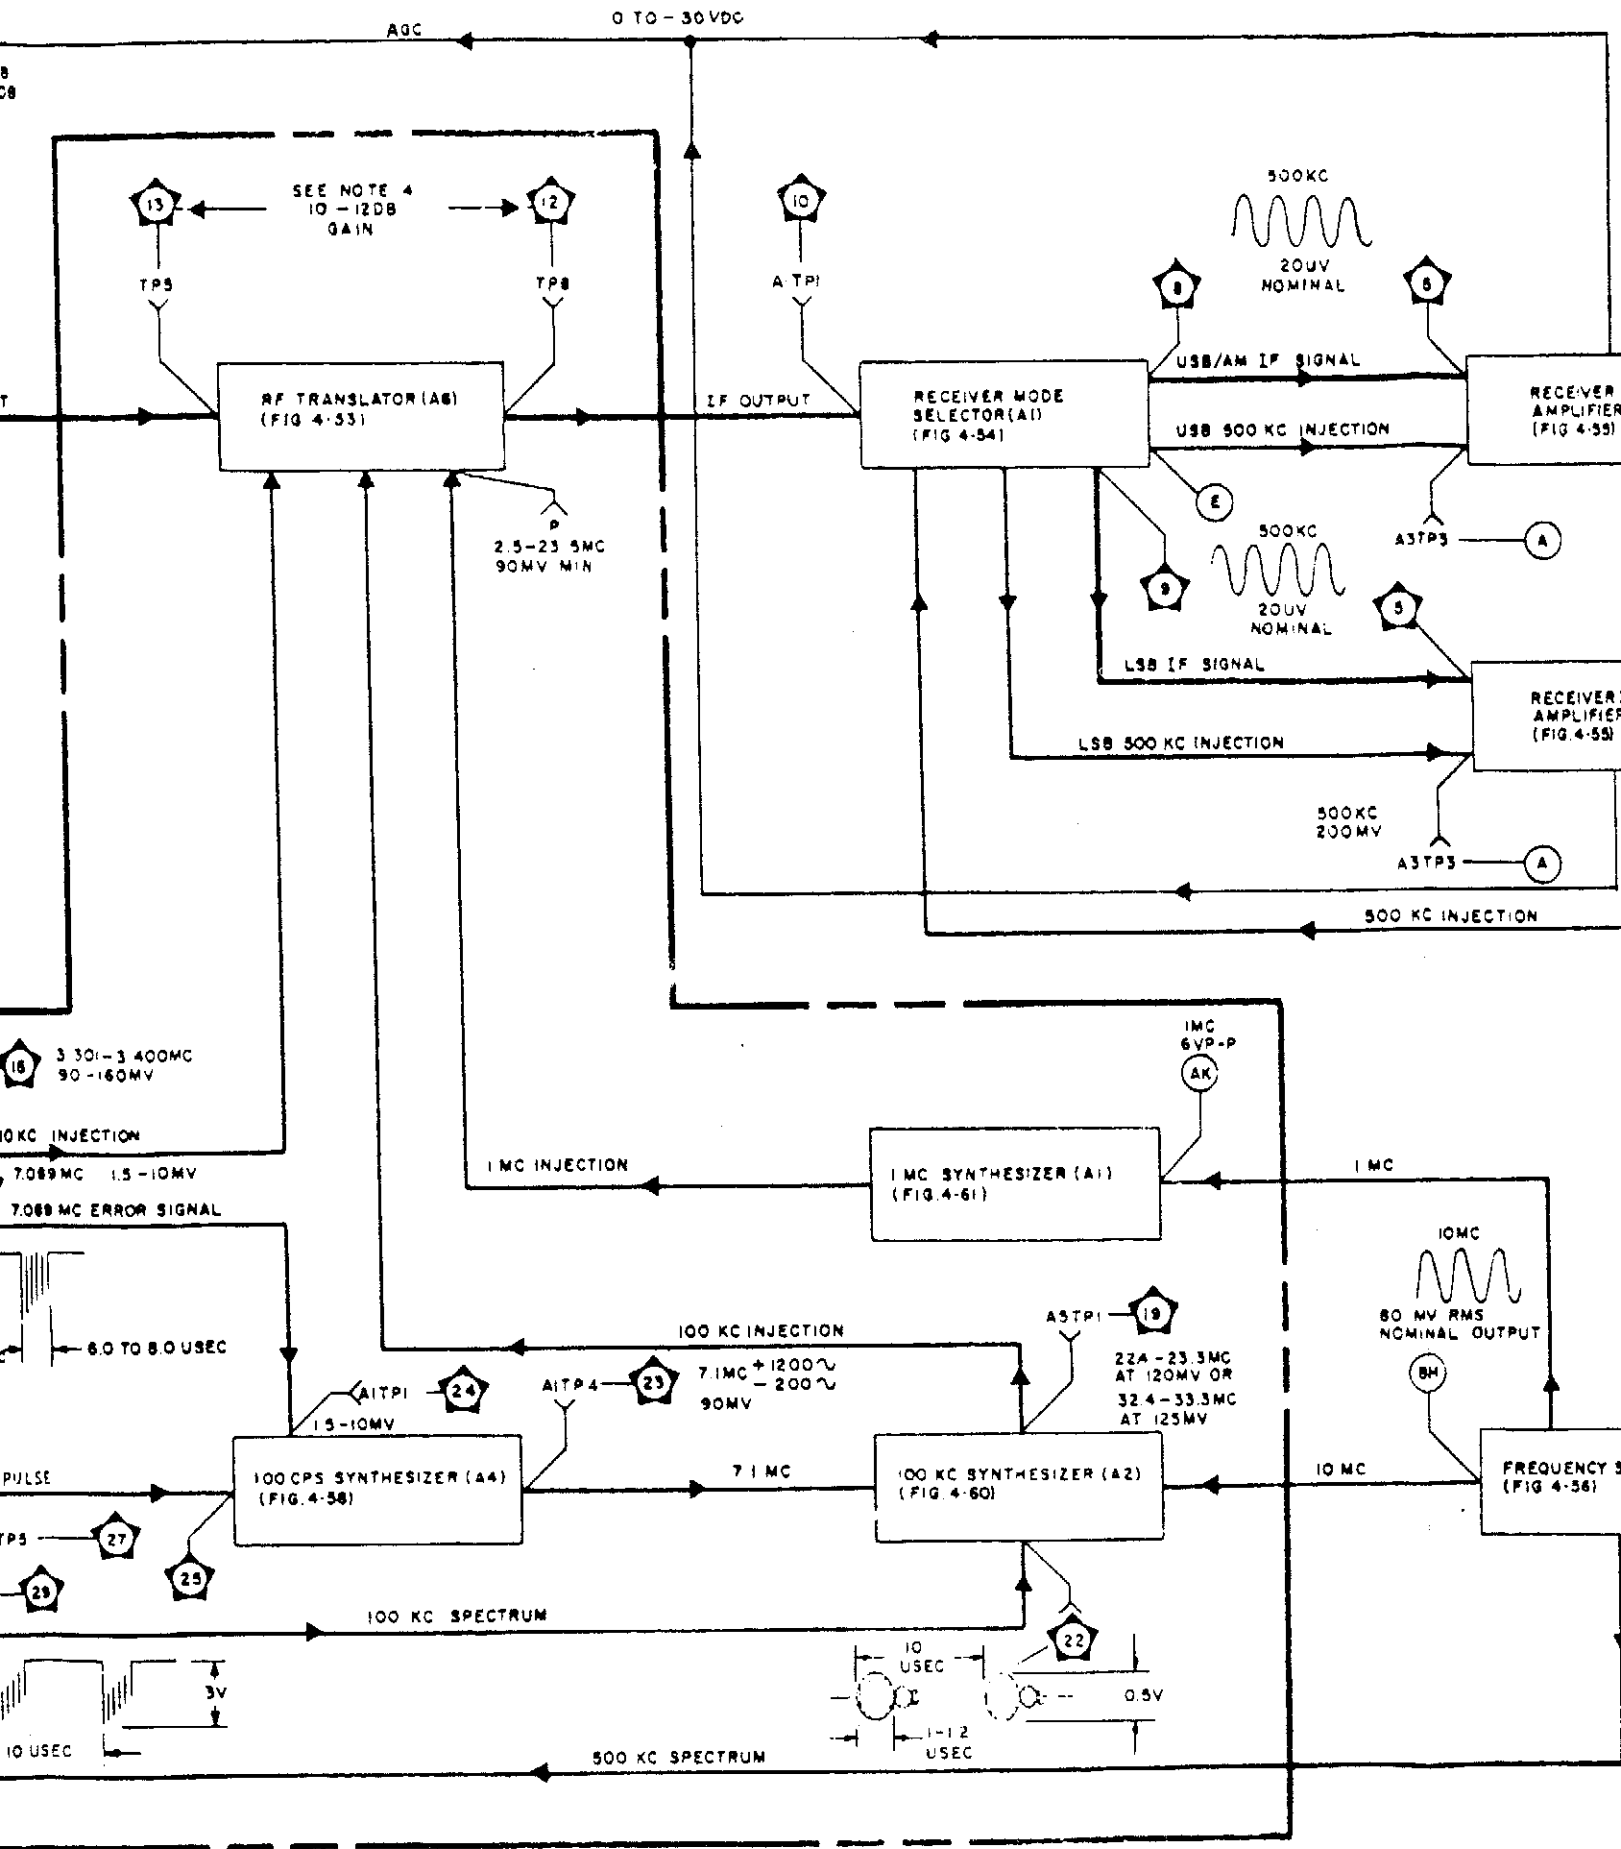 0 TO -30VDC
AGC
SEE NOTE 4
10-12DB
GAIN
13
12
10
500KC
TP5
TP8
A TP1
8
20UV
NOMINAL
6
RF TRANSLATOR (A6)
(FIG 4-53)
IF OUTPUT
RECEIVER MODE
SELECTOR (A1)
(FIG 4-54)
USB/AM IF SIGNAL
USB 500 KC INJECTION
RECEIVER
AMPLIFIER
(FIG 4-55)
P
2.5-23.5MC
90MV MIN
E
A3TP3
A
500KC
9
20UV
NOMINAL
5
LSB IF SIGNAL
LSB 500 KC INJECTION
RECEIVER
AMPLIFIER
(FIG. 4-55)
500KC
200MV
A3TP3
A
500 KC INJECTION
3.301-3.400MC
90-160MV
10KC INJECTION
7.089MC 1.5-10MV
7.089 MC ERROR SIGNAL
1MC
6VP-P
AK
1 MC INJECTION
1 MC SYNTHESIZER (A1)
(FIG. 4-61)
1 MC
10MC
60 MV RMS
NOMINAL OUTPUT
BH
6.0 TO 8.0 USEC
100 KC INJECTION
A5TP1
19
22.4-23.3MC
AT 120MV OR
32.4-33.3MC
AT 125MV
A1TP1
24
1.5-10MV
A1TP4
23
7.1MC +1200~
-200~
90MV
PULSE
100 CPS SYNTHESIZER (A4)
(FIG. 4-58)
7.1 MC
100 KC SYNTHESIZER (A2)
(FIG. 4-60)
10 MC
FREQUENCY S
(FIG 4-56)
TP5
27
25
100 KC SPECTRUM
22
10
USEC
3V
0.5V
1-1.2
USEC
10 USEC
500 KC SPECTRUM